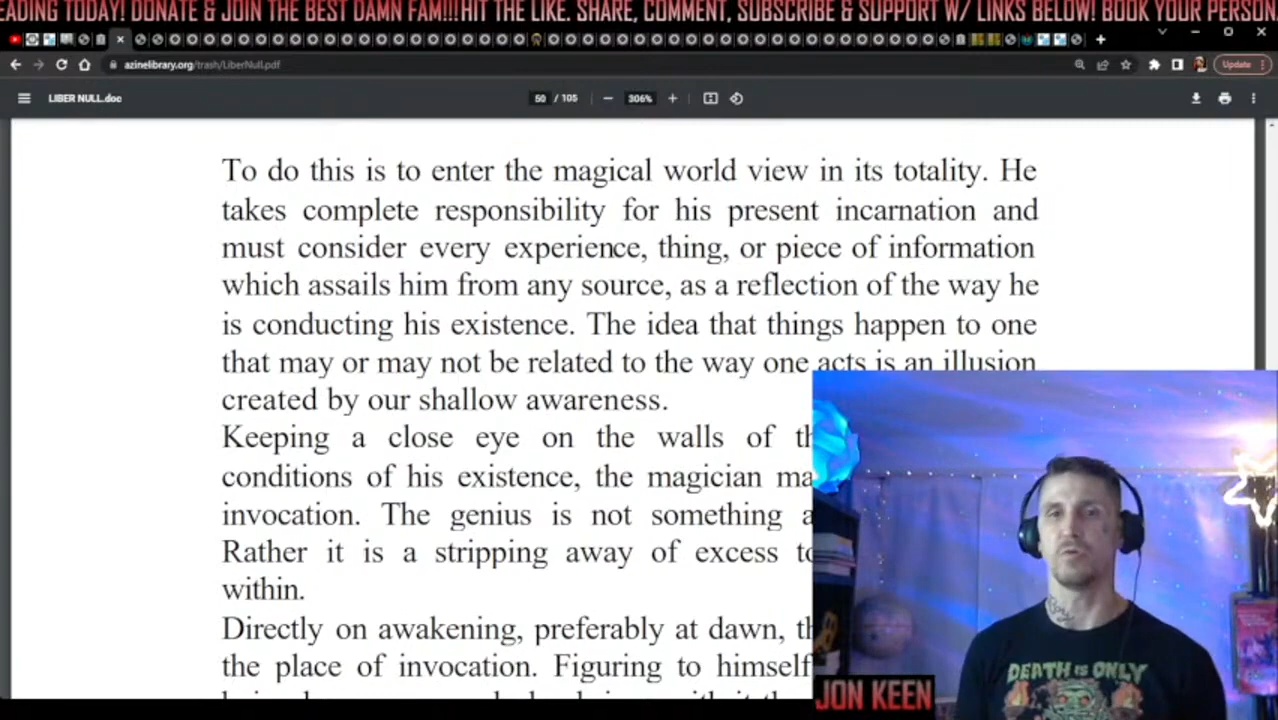 EADING TODAY! DONATE & JOIN THE BEST DAMN FAM!!! HIT THE LIKE. SHARE, COMMENT, SUBSCRIBE & SUPPORT W/ LINKS BELOW! BOOK YOUR PERSON
azinelibrary.org/trash/LiberNull.pdf
Update
LIBER NULL.doc
50 / 105
306%
To do this is to enter the magical world view in its totality. He
takes complete responsibility for his present incarnation and
must consider every experience, thing, or piece of information
which assails him from any source, as a reflection of the way he
is conducting his existence. The idea that things happen to one
that may or may not be related to the way one acts is an illusion
created by our shallow awareness.
Keeping a close eye on the walls of th
conditions of his existence, the magician ma
invocation. The genius is not something a
Rather it is a stripping away of excess to
within.
Directly on awakening, preferably at dawn, th
the place of invocation. Figuring to himself
DEATH IS ONLY
JON KEEN